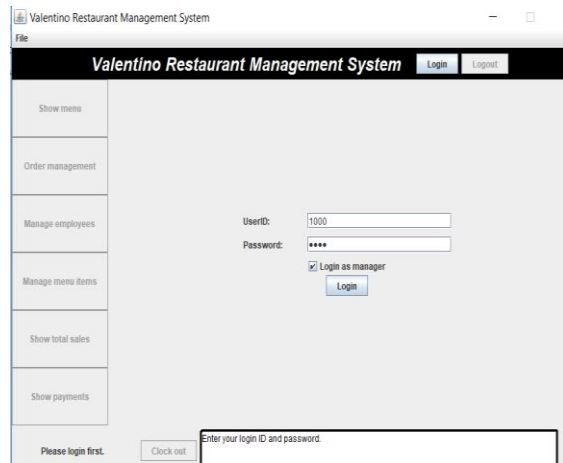 Valentino Restaurant Management System
File
Valentino Restaurant Management System Login Logout
Show menu
Order management
Manage employees
Manage menu items
Show total sales
Show payments
UserID: 1000
Password: ••••
Login as manager
Login
Please login first. Clock out
Enter your login ID and password.